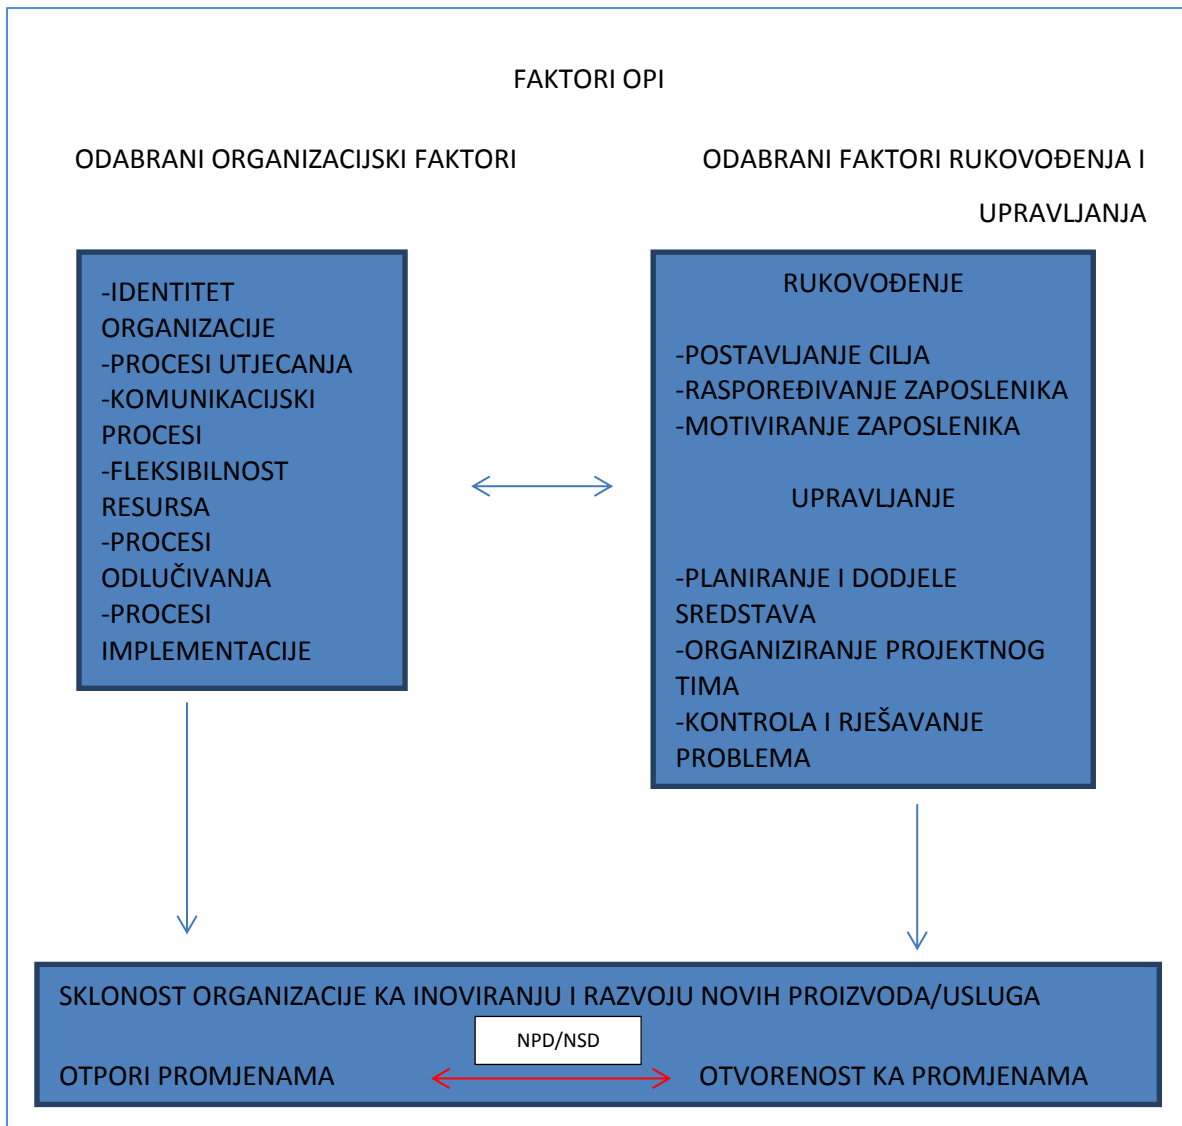 FAKTORI OPI
ODABRANI ORGANIZACIJSKI FAKTORI
ODABRANI FAKTORI RUKOVOĐENJA I
UPRAVLJANJA
-IDENTITET
ORGANIZACIJE
-PROCESI UTJECANJA
-KOMUNIKACIJSKI
PROCESI
-FLEKSIBILNOST
RESURSA
-PROCESI
ODLUČIVANJA
-PROCESI
IMPLEMENTACIJE
RUKOVOĐENJE
-POSTAVLJANJE CILJA
-RASPOREĐIVANJE ZAPOSLENIKA
-MOTIVIRANJE ZAPOSLENIKA
UPRAVLJANJE
-PLANIRANJE I DODJELE
SREDSTAVA
-ORGANIZIRANJE PROJEKTNOG
TIMA
-KONTROLA I RJEŠAVANJE
PROBLEMA
SKLONOST ORGANIZACIJE KA INOVIRANJU I RAZVOJU NOVIH PROIZVODA/USLUGA
NPD/NSD
OTPORI PROMJENAMA
OTVORENOST KA PROMJENAMA